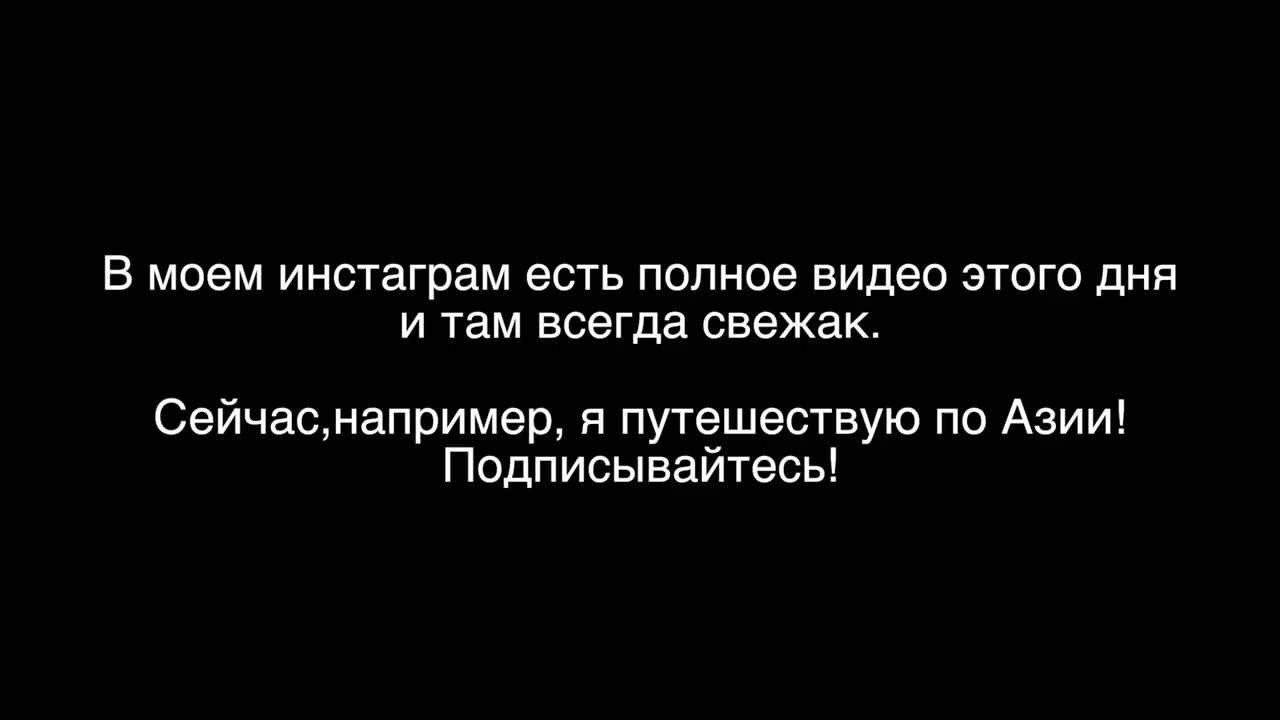 В моем инстаграм есть полное видео этого дня
и там всегда свежак.
Сейчас,например, я путешествую по Азии!
Подписывайтесь!